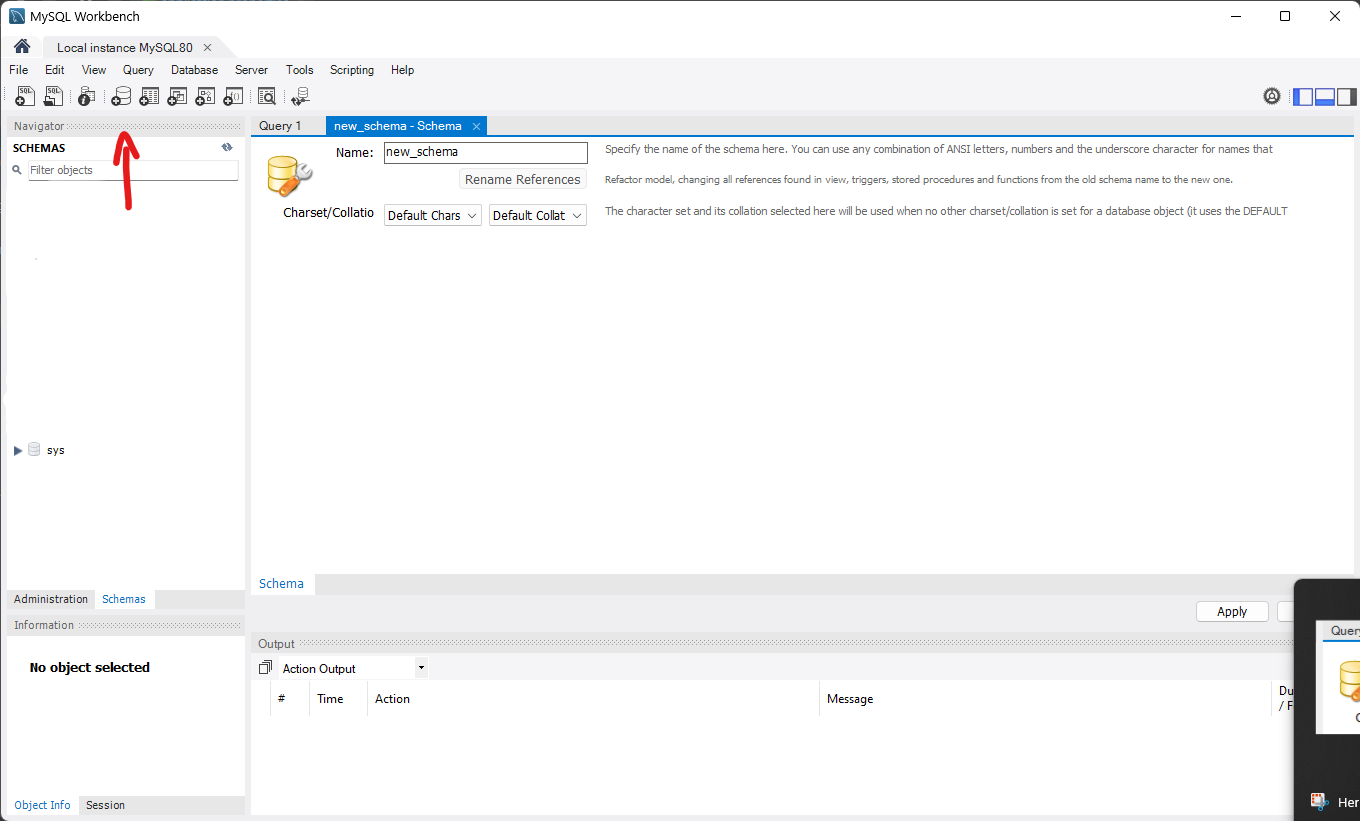 MySQL Workbench
Local instance MySQL80
File Edit View Query Database Server Tools Scripting Help
SQL SQL
Navigator
SCHEMAS
Filter objects
sys
Administration Schemas
Information
No object selected
Object Info Session
Query 1 new_schema - Schema
Name: new_schema
Specify the name of the schema here. You can use any combination of ANSI letters, numbers and the underscore character for names that
Rename References
Refactor model, changing all references found in view, triggers, stored procedures and functions from the old schema name to the new one.
Charset/Collatio Default Chars Default Collat
The character set and its collation selected here will be used when no other charset/collation is set for a database object (it uses the DEFAULT
Schema
Apply
Output
Action Output
# Time Action Message Du
/ F
Query
Her